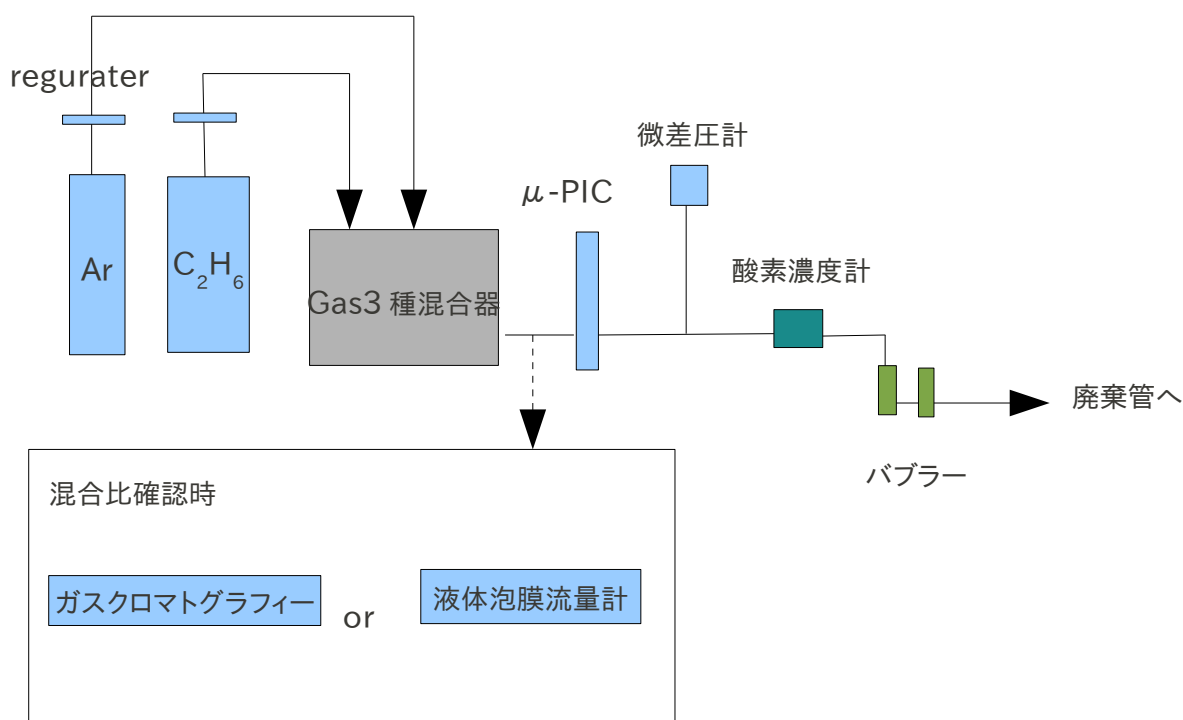 regurater
Ar
C₂H₆
Gas3 種混合器
μ-PIC
微差圧計
酸素濃度計
バブラー
廃棄管へ
混合比確認時
ガスクロマトグラフィー
or
液体泡膜流量計